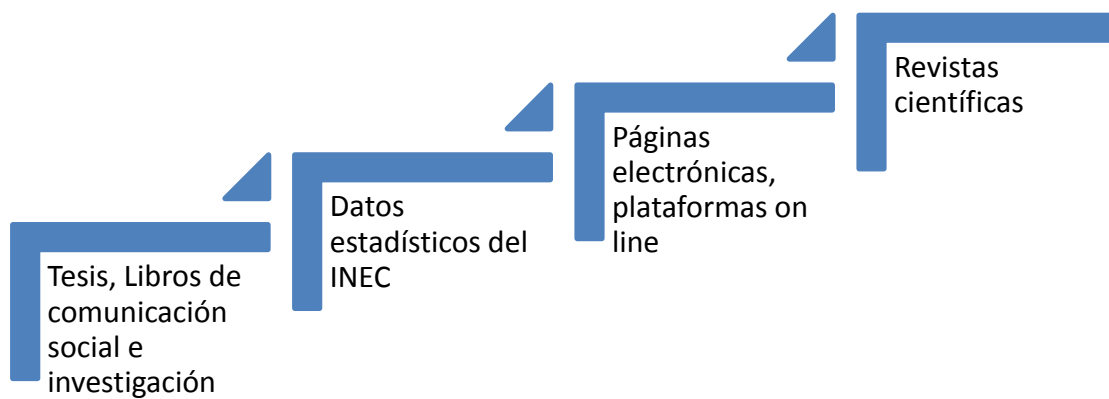 Tesis, Libros de
comunicación
social e
investigación
Datos
estadísticos del
INEC
Páginas
electrónicas,
plataformas on
line
Revistas
científicas